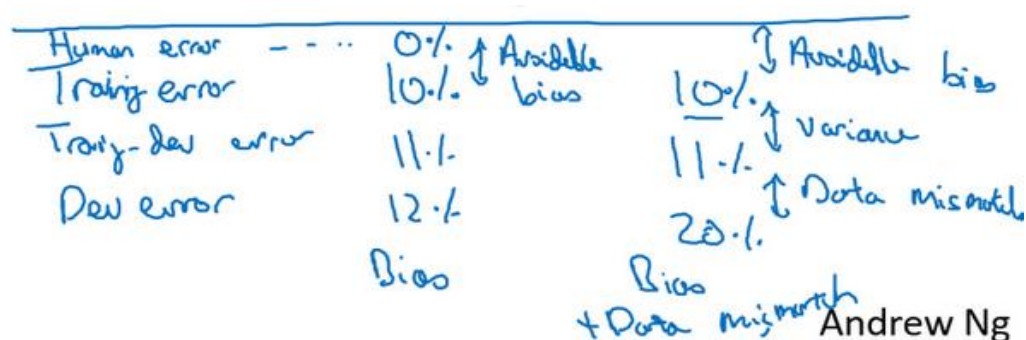 Human error ---·· 0% ↕ Avoidable bias ↕ Avoidable bias
Training error 10% 10%
↕ Variance
Traing-dev error 11% 11%
↕ Data mismatch
Dev error 12% 20%
Bias Bias
+ Data mismatch
Andrew Ng